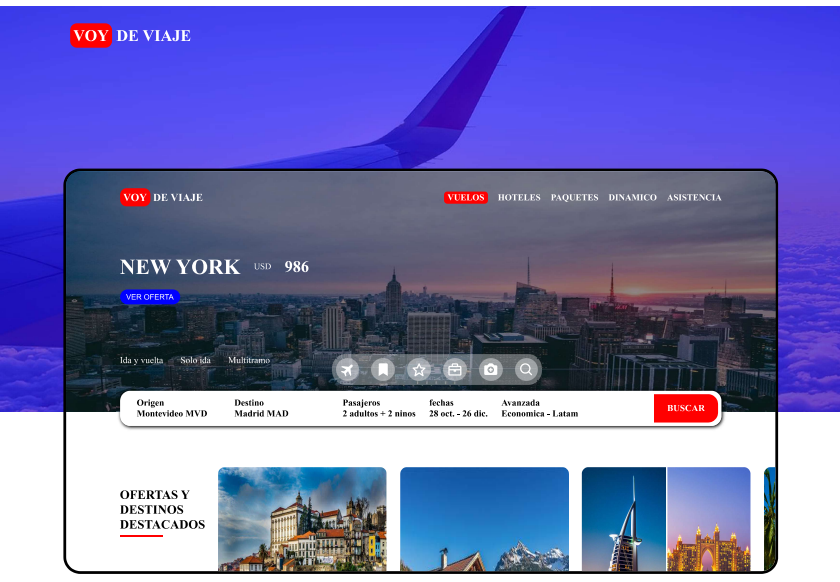 VOY DE VIAJE
VOY DE VIAJE
VUELOS HOTELES PAQUETES DINAMICO ASISTENCIA
NEW YORK USD 986
VER OFERTA
Ida y vuelta Solo ida Multitramo
Origen Destino Pasajeros fechas Avanzada
Montevideo MVD Madrid MAD 2 adultos + 2 ninos 28 oct. - 26 dic. Economica - Latam
BUSCAR
OFERTAS Y
DESTINOS
DESTACADOS